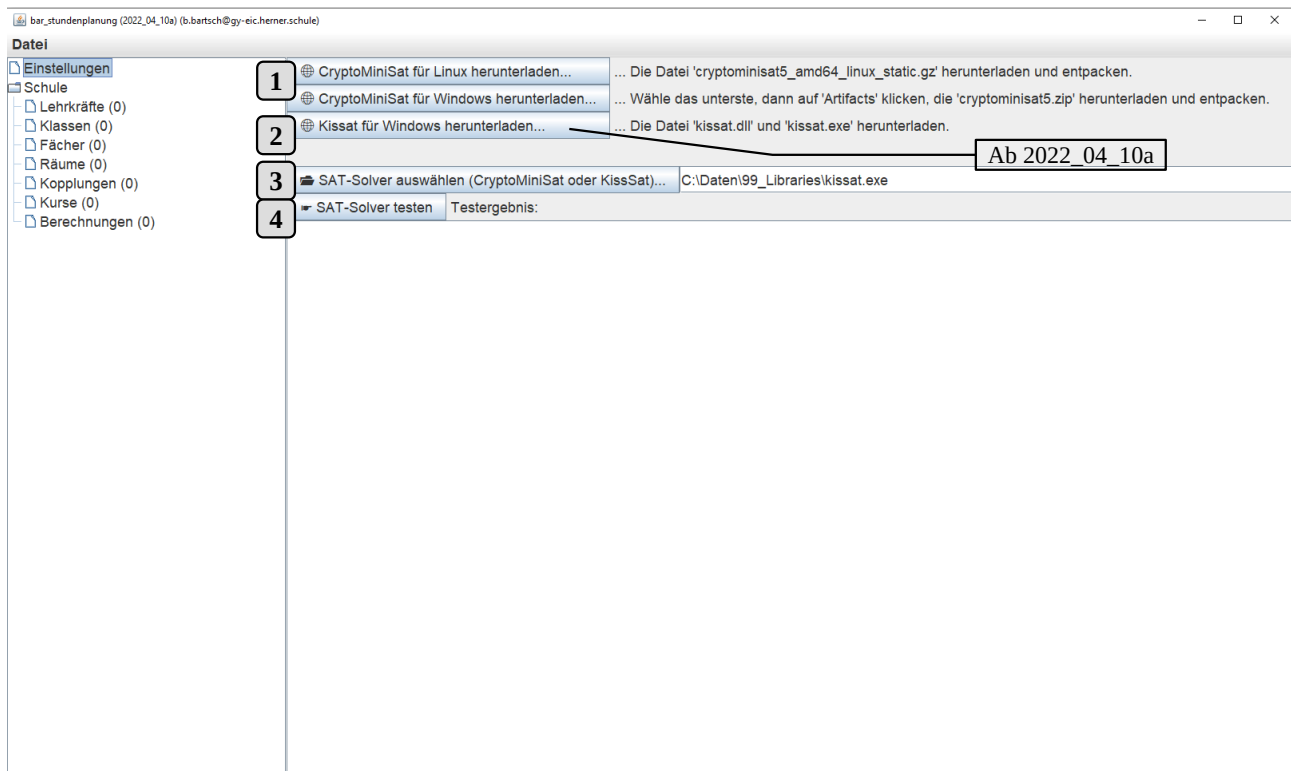 bar_stundenplanung (2022_04_10a) (b.bartsch@gy-eic.herner.schule)
Datei
Einstellungen
Schule
Lehrkräfte (0)
Klassen (0)
Fächer (0)
Räume (0)
Kopplungen (0)
Kurse (0)
Berechnungen (0)
1
CryptoMiniSat für Linux herunterladen... ... Die Datei 'cryptominisat5_amd64_linux_static.gz' herunterladen und entpacken.
CryptoMiniSat für Windows herunterladen... ... Wähle das unterste, dann auf 'Artifacts' klicken, die 'cryptominisat5.zip' herunterladen und entpacken.
2 Kissat für Windows herunterladen... ... Die Datei 'kissat.dll' und 'kissat.exe' herunterladen.
Ab 2022_04_10a
3 SAT-Solver auswählen (CryptoMiniSat oder KissSat)... C:\Daten\99_Libraries\kissat.exe
4 SAT-Solver testen Testergebnis: